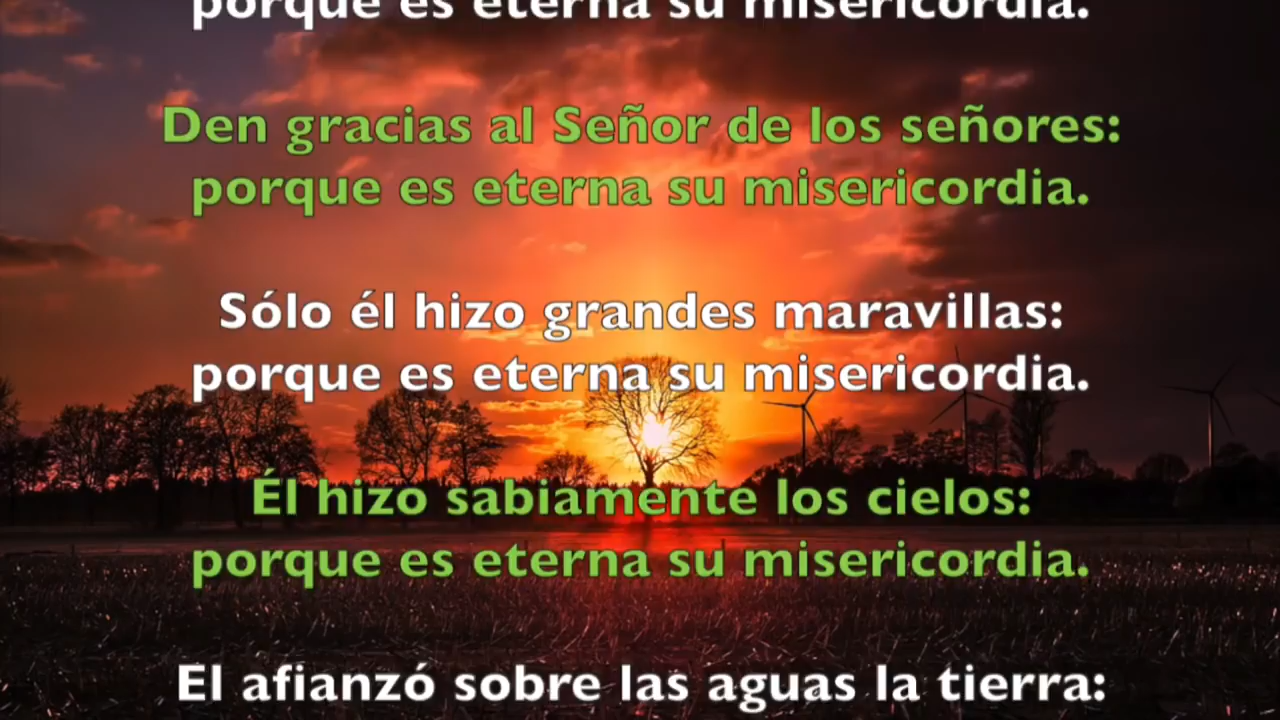 porque es eterna su misericordia.
Den gracias al Señor de los señores:
porque es eterna su misericordia.
Sólo él hizo grandes maravillas:
porque es eterna su misericordia.
Él hizo sabiamente los cielos:
porque es eterna su misericordia.
El afianzó sobre las aguas la tierra: